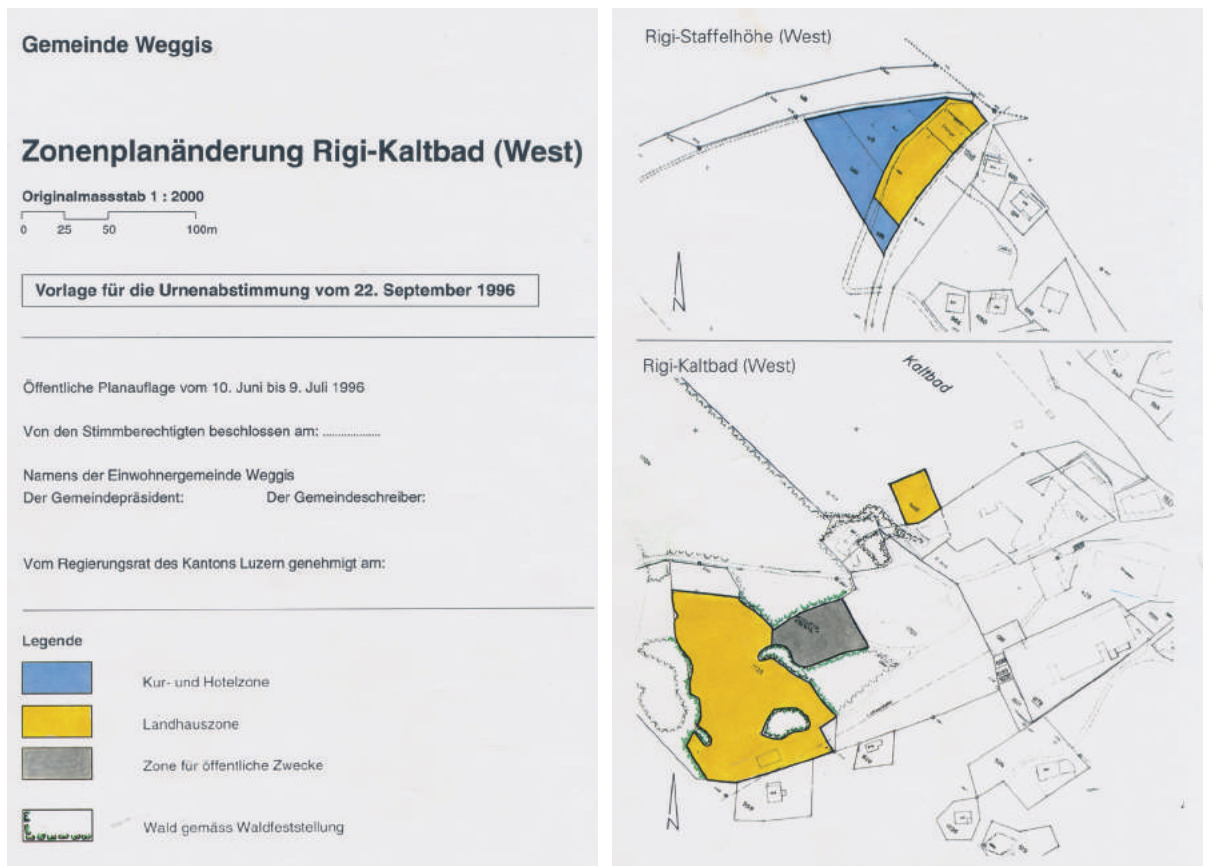 Gemeinde Weggis
Zonenplanänderung Rigi-Kaltbad (West)
Originalmassstab 1 : 2000
0 25 50 100m
Vorlage für die Urnenabstimmung vom 22. September 1996
Öffentliche Planauflage vom 10. Juni bis 9. Juli 1996
Von den Stimmberechtigten beschlossen am: ...................
Namens der Einwohnergemeinde Weggis
Der Gemeindepräsident: Der Gemeindeschreiber:
Vom Regierungsrat des Kantons Luzern genehmigt am:
Legende
Kur- und Hotelzone
Landhauszone
Zone für öffentliche Zwecke
Wald gemäss Waldfeststellung
Rigi-Staffelhöhe (West)
N
Rigi-Kaltbad (West)
Kaltbad
N